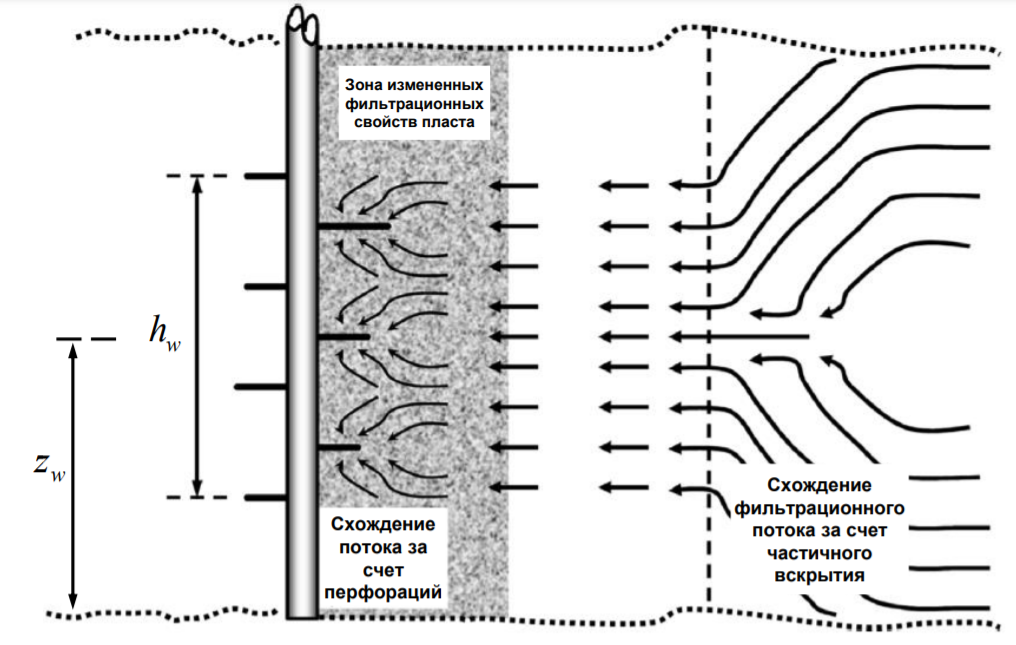 Зона измененных
фильтрационных
свойств пласта
h_w
z_w
Схождение
потока за
счет
перфораций
Схождение
фильтрационного
потока за счет
частичного
вскрытия